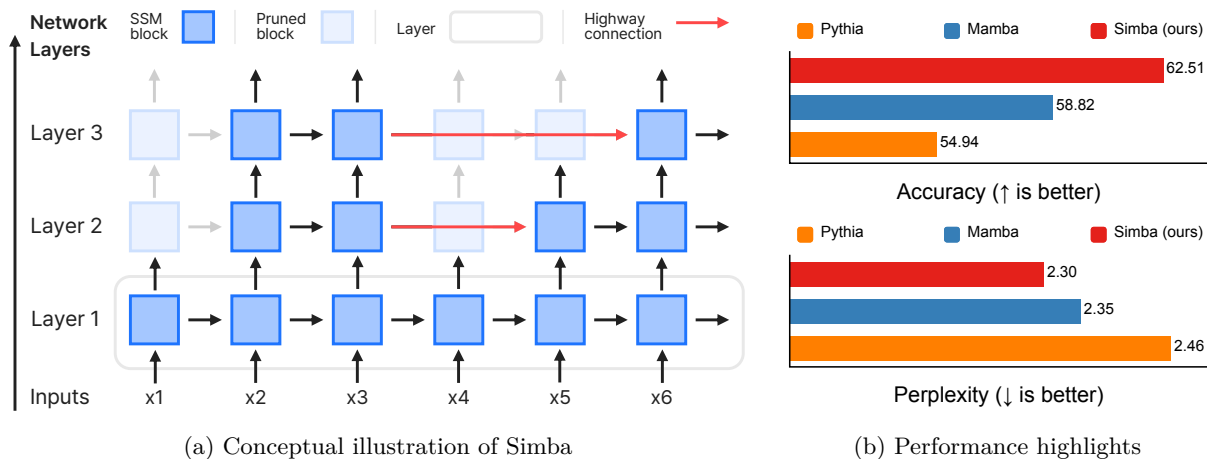 Network
Layers
SSM
block
Pruned
block
Layer
Highway
connection
Layer 3
Layer 2
Layer 1
Inputs x1 x2 x3 x4 x5 x6
(a) Conceptual illustration of Simba
Pythia Mamba Simba (ours)
62.51
58.82
54.94
Accuracy (↑ is better)
Pythia Mamba Simba (ours)
2.30
2.35
2.46
Perplexity (↓ is better)
(b) Performance highlights